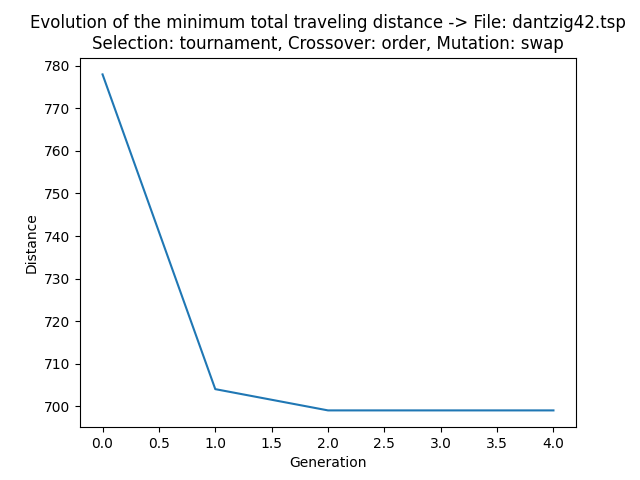 Evolution of the minimum total traveling distance -> File: dantzig42.tsp
Selection: tournament, Crossover: order, Mutation: swap
780
770
760
750
740
730
720
710
700
Distance
0.0 0.5 1.0 1.5 2.0 2.5 3.0 3.5 4.0
Generation